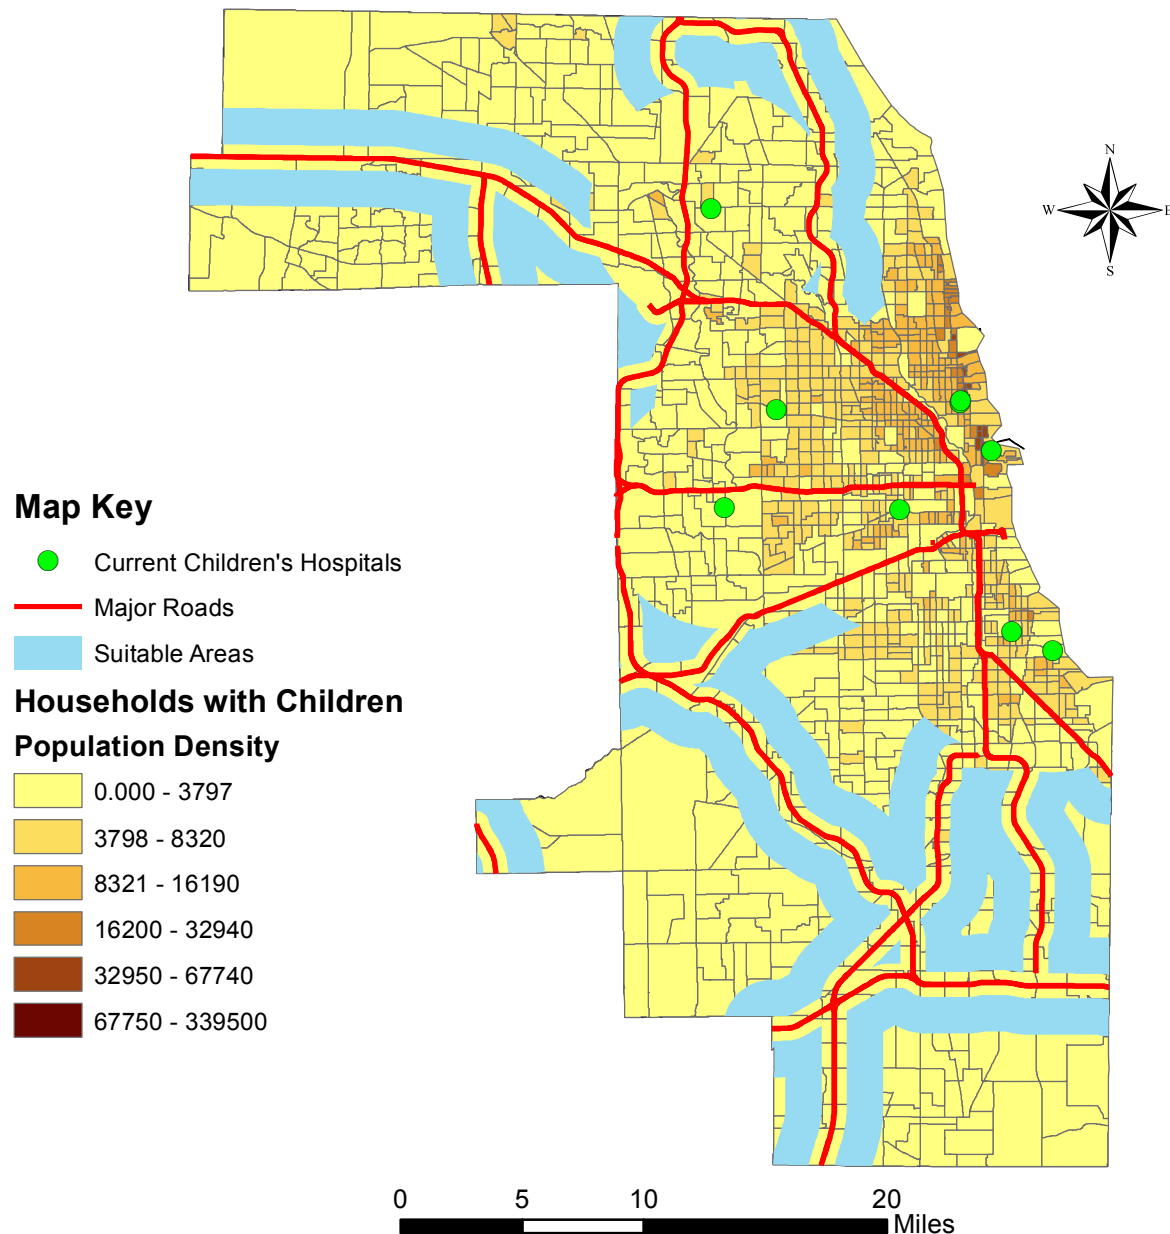 N
W E
S
Map Key
Current Children's Hospitals
Major Roads
Suitable Areas
Households with Children
Population Density
0.000 - 3797
3798 - 8320
8321 - 16190
16200 - 32940
32950 - 67740
67750 - 339500
0 5 10 20
Miles